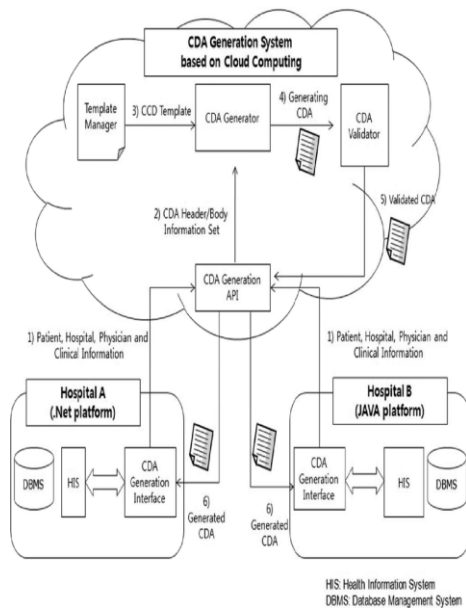 CDA Generation System
based on Cloud Computing
Template
Manager
3) CCD Template
CDA Generator
4) Generating
CDA
CDA
Validator
2) CDA Header/Body
Information Set
5) Validated CDA
CDA Generation
API
1) Patient, Hospital, Physician and
Clinical Information
1) Patient, Hospital, Physician and
Clinical Information
Hospital A
(.Net platform)
DBMS
HIS
CDA
Generation
Interface
6)
Generated
CDA
Hospital B
(JAVA platform)
6)
Generated
CDA
CDA
Generation
Interface
HIS
DBMS
HIS: Health Information System
DBMS: Database Management System